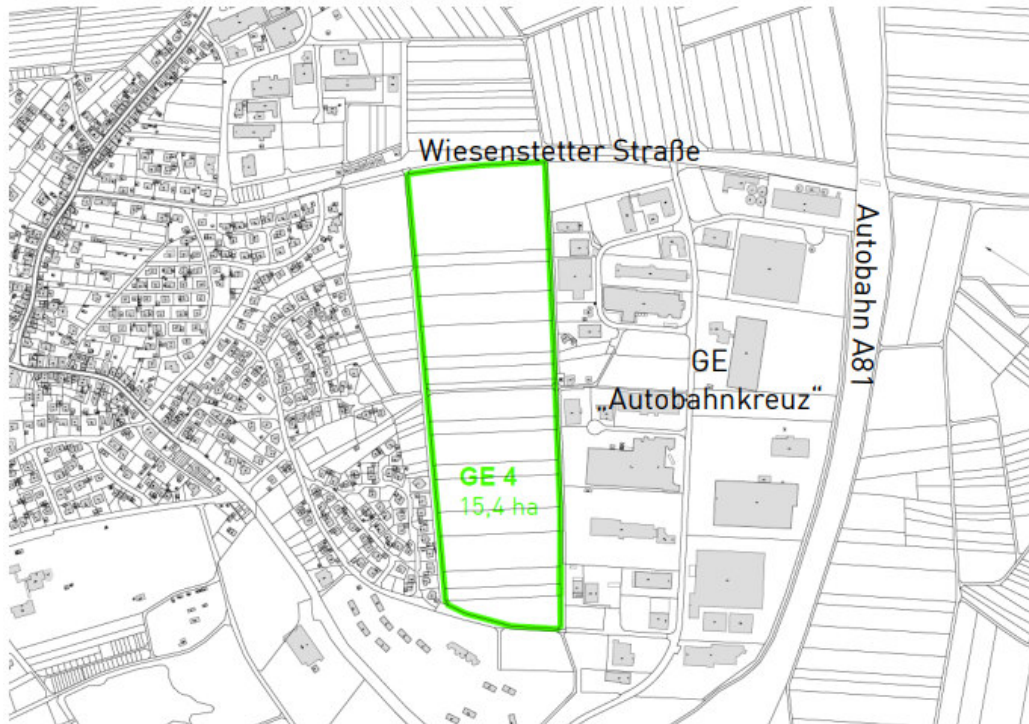 Wiesenstetter Straße
Autobahn A81
GE
„Autobahnkreuz“
GE 4
15,4 ha